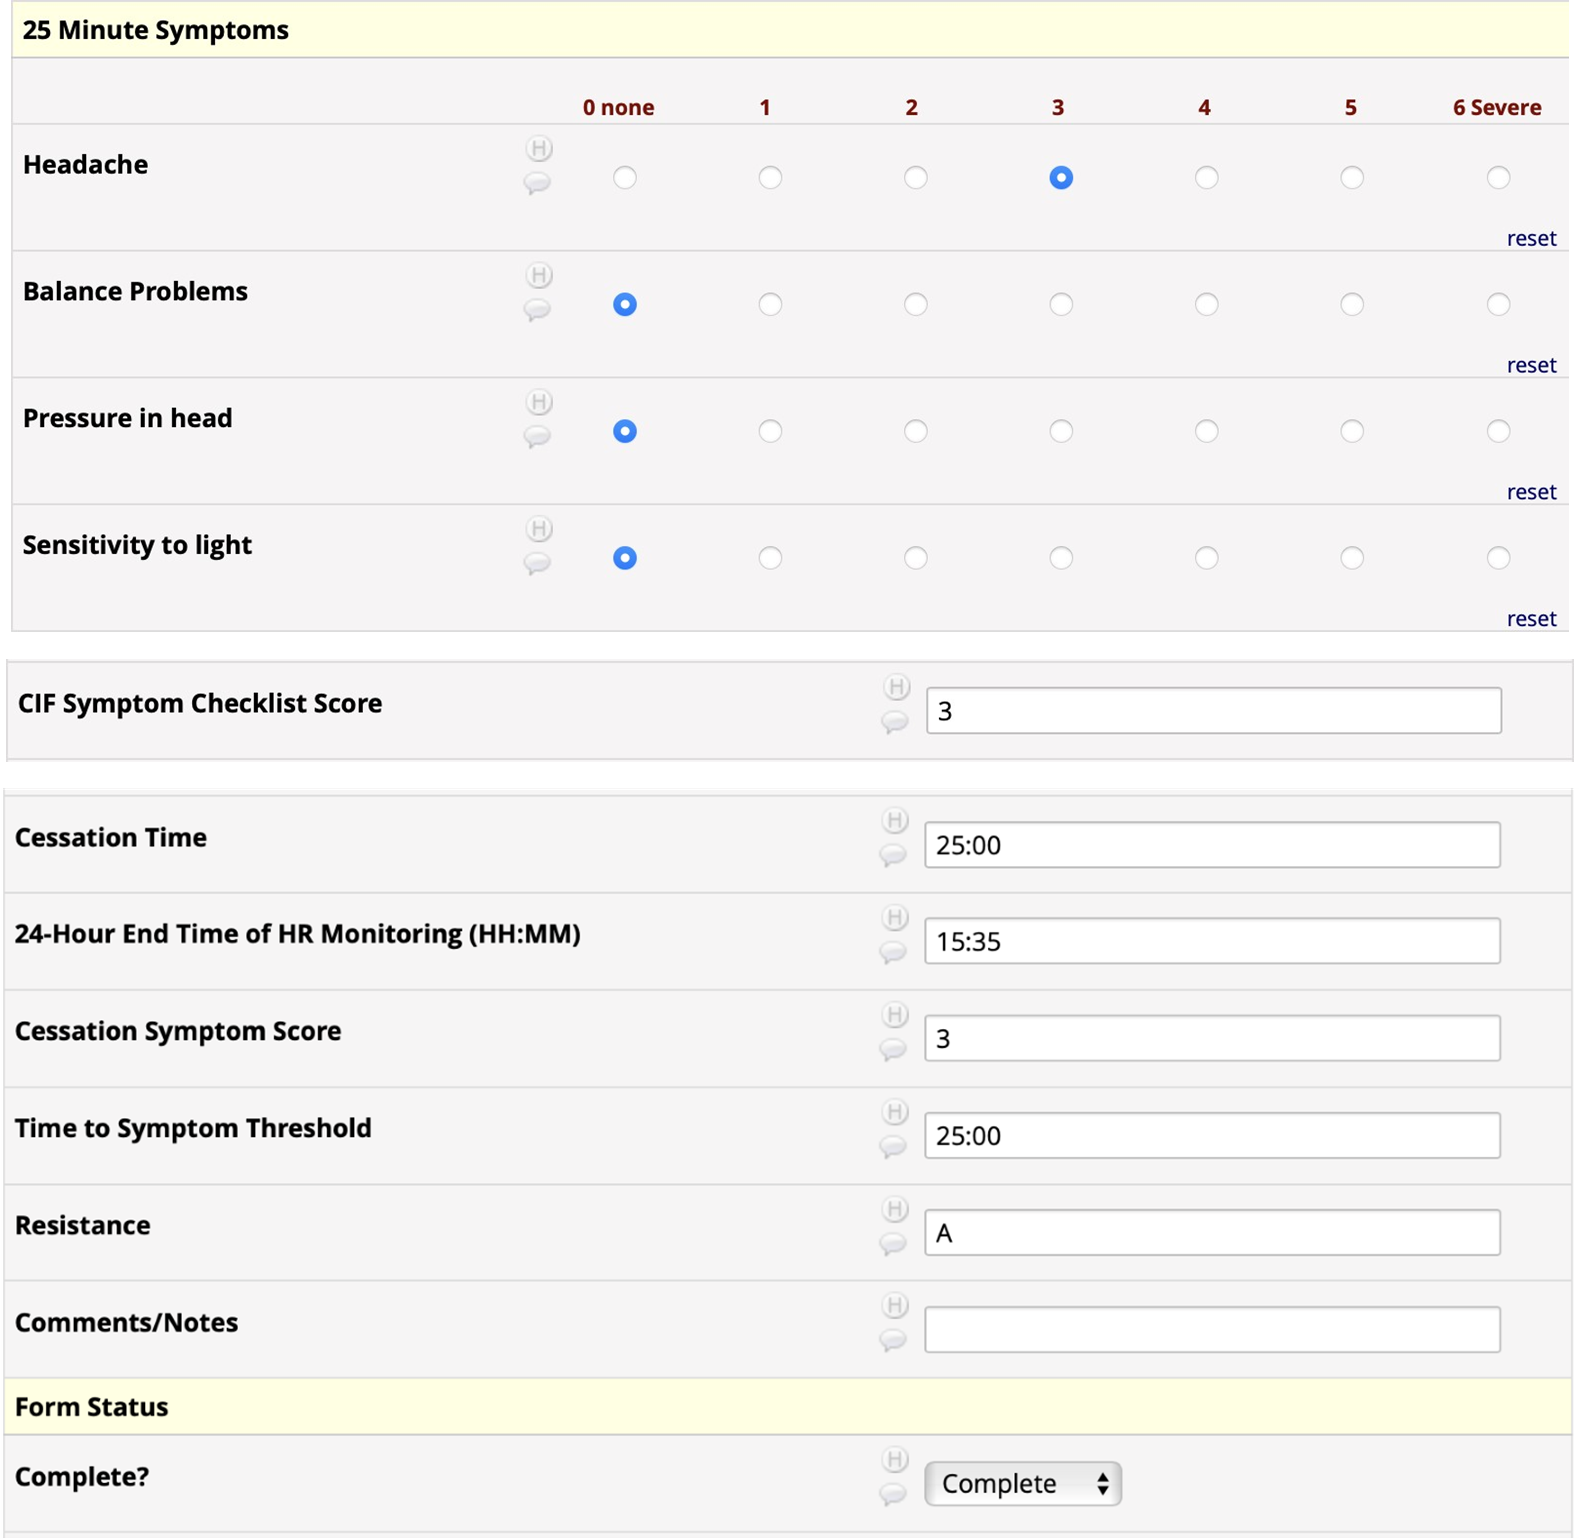 25 Minute Symptoms
0 none 1 2 3 4 5 6 Severe
Headache
H
reset
Balance Problems
H
reset
Pressure in head
H
reset
Sensitivity to light
H
reset
CIF Symptom Checklist Score
H
3
Cessation Time
H
25:00
24-Hour End Time of HR Monitoring (HH:MM)
H
15:35
Cessation Symptom Score
H
3
Time to Symptom Threshold
H
25:00
Resistance
H
A
Comments/Notes
H
Form Status
Complete?
H
Complete